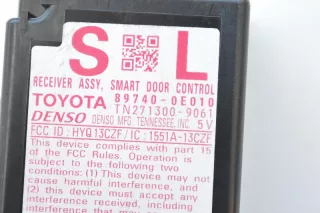 S L
RECEIVER ASSY, SMART DOOR CONTROL
TOYOTA 89740-0E010
TN271300-9061
DENSO DENSO MFG. TENNESSEE, INC. 5V
FCC ID : HYQ13CZF / IC : 1551A-13CZF
This device complies with part 15
of the FCC Rules. Operation is
subject to the following two
conditions: (1) This device may not
cause harmful interference, and
(2) this device must accept any
interference received, including
interference that may